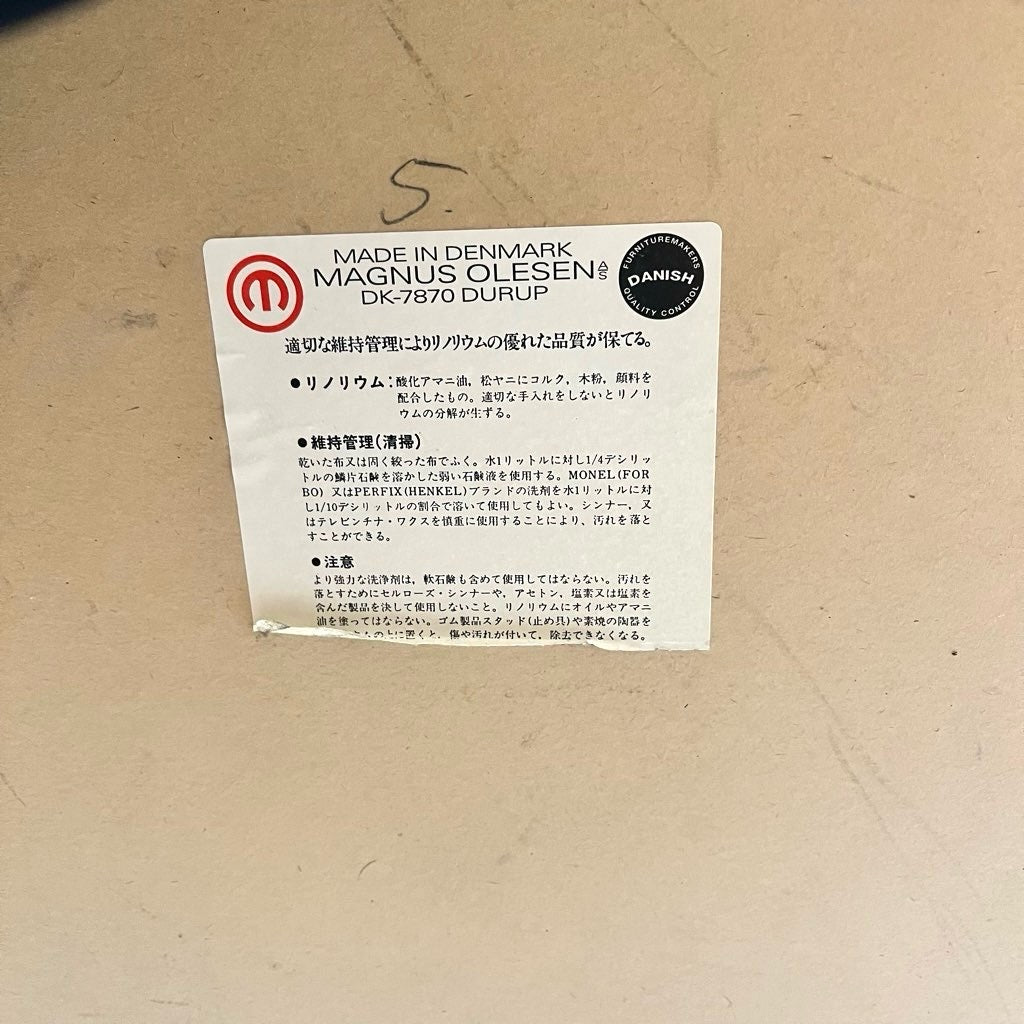 5.
MADE IN DENMARK
MAGNUS OLESEN A/S
DK-7870 DURUP
FURNITUREMAKERS
DANISH
QUALITY CONTROL
適切な維持管理によりリノリウムの優れた品質が保てる。
●リノリウム:酸化アマニ油,松ヤニにコルク,木粉,顔料を
配合したもの。適切な手入れをしないとリノリ
ウムの分解が生ずる。
●維持管理(清掃)
乾いた布又は固く絞った布でふく。水1リットルに対し1/4デシリッ
トルの鱗片石鹸を溶かした弱い石鹸液を使用する。MONEL(FOR
BO) 又はPERFIX(HENKEL)ブランドの洗剤を水1リットルに対
し1/10デシリットルの割合で溶いて使用してもよい。シンナー,又
はテレビンチナ・ワクスを慎重に使用することにより、汚れを落と
すことができる。
●注意
より強力な洗浄剤は,軟石鹸も含めて使用してはならない。汚れを
落とすためにセルローズ・シンナーや,アセトン,塩素又は塩素を
含んだ製品を決して使用しないこと。リノリウムにオイルやアマニ
油を塗ってはならない。ゴム製品スタッド(止め具)や素焼の陶器を
の上に置くと,傷や汚れが付いて,除去できなくなる。